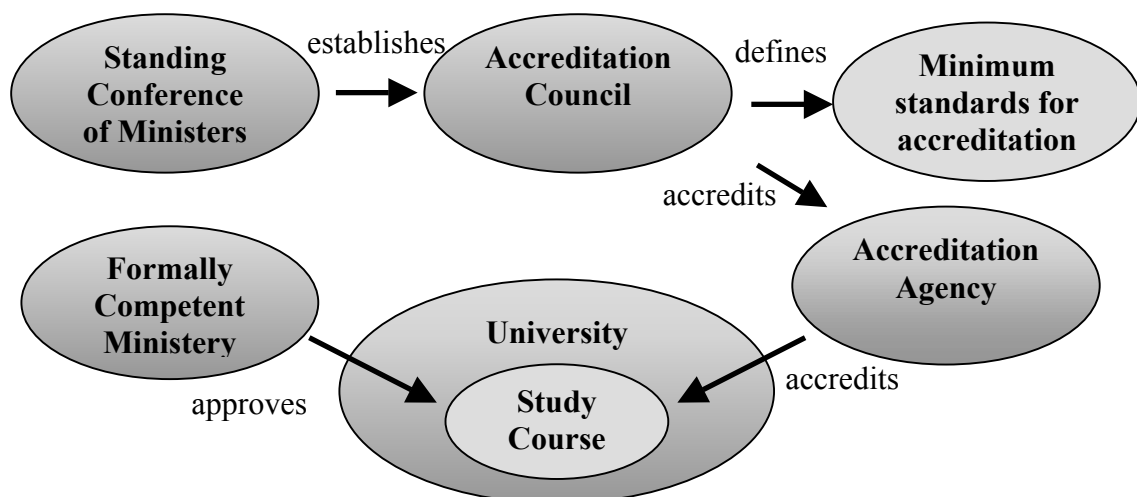 establishes
Standing
Conference
of Ministers
Accreditation
Council
defines
Minimum
standards for
accreditation
accredits
Formally
Competent
Ministery
Accreditation
Agency
University
approves
accredits
Study
Course